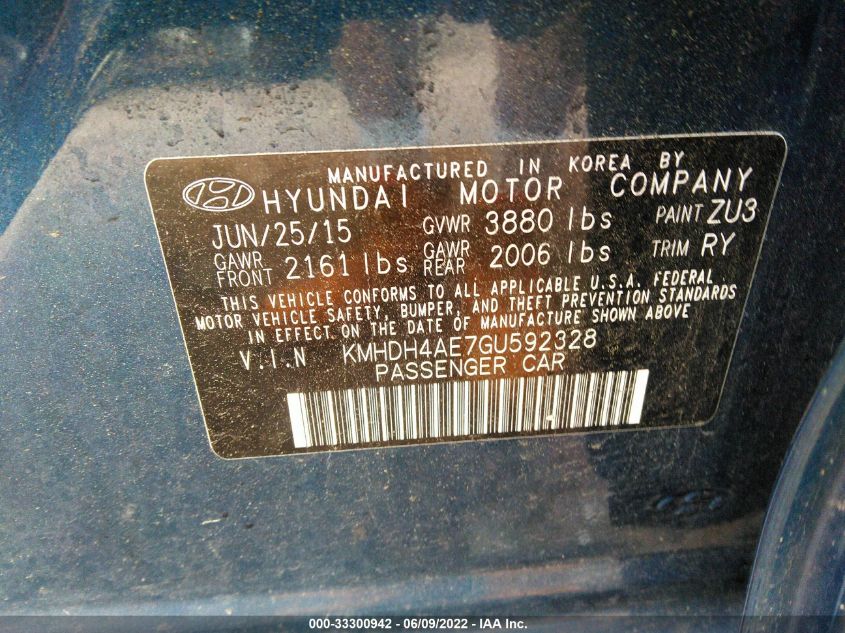 MANUFACTURED IN KOREA BY
HYUNDAI MOTOR COMPANY
JUN/25/15 GVWR 3880 lbs PAINT ZU3
GAWR FRONT 2161 lbs GAWR REAR 2006 lbs TRIM RY
THIS VEHICLE CONFORMS TO ALL APPLICABLE U.S.A. FEDERAL
MOTOR VEHICLE SAFETY, BUMPER, AND THEFT PREVENTION STANDARDS
IN EFFECT ON THE DATE OF MANUFACTURE SHOWN ABOVE
V.I.N KMHDH4AE7GU592328
PASSENGER CAR
000-33300942 - 06/09/2022 - IAA Inc.